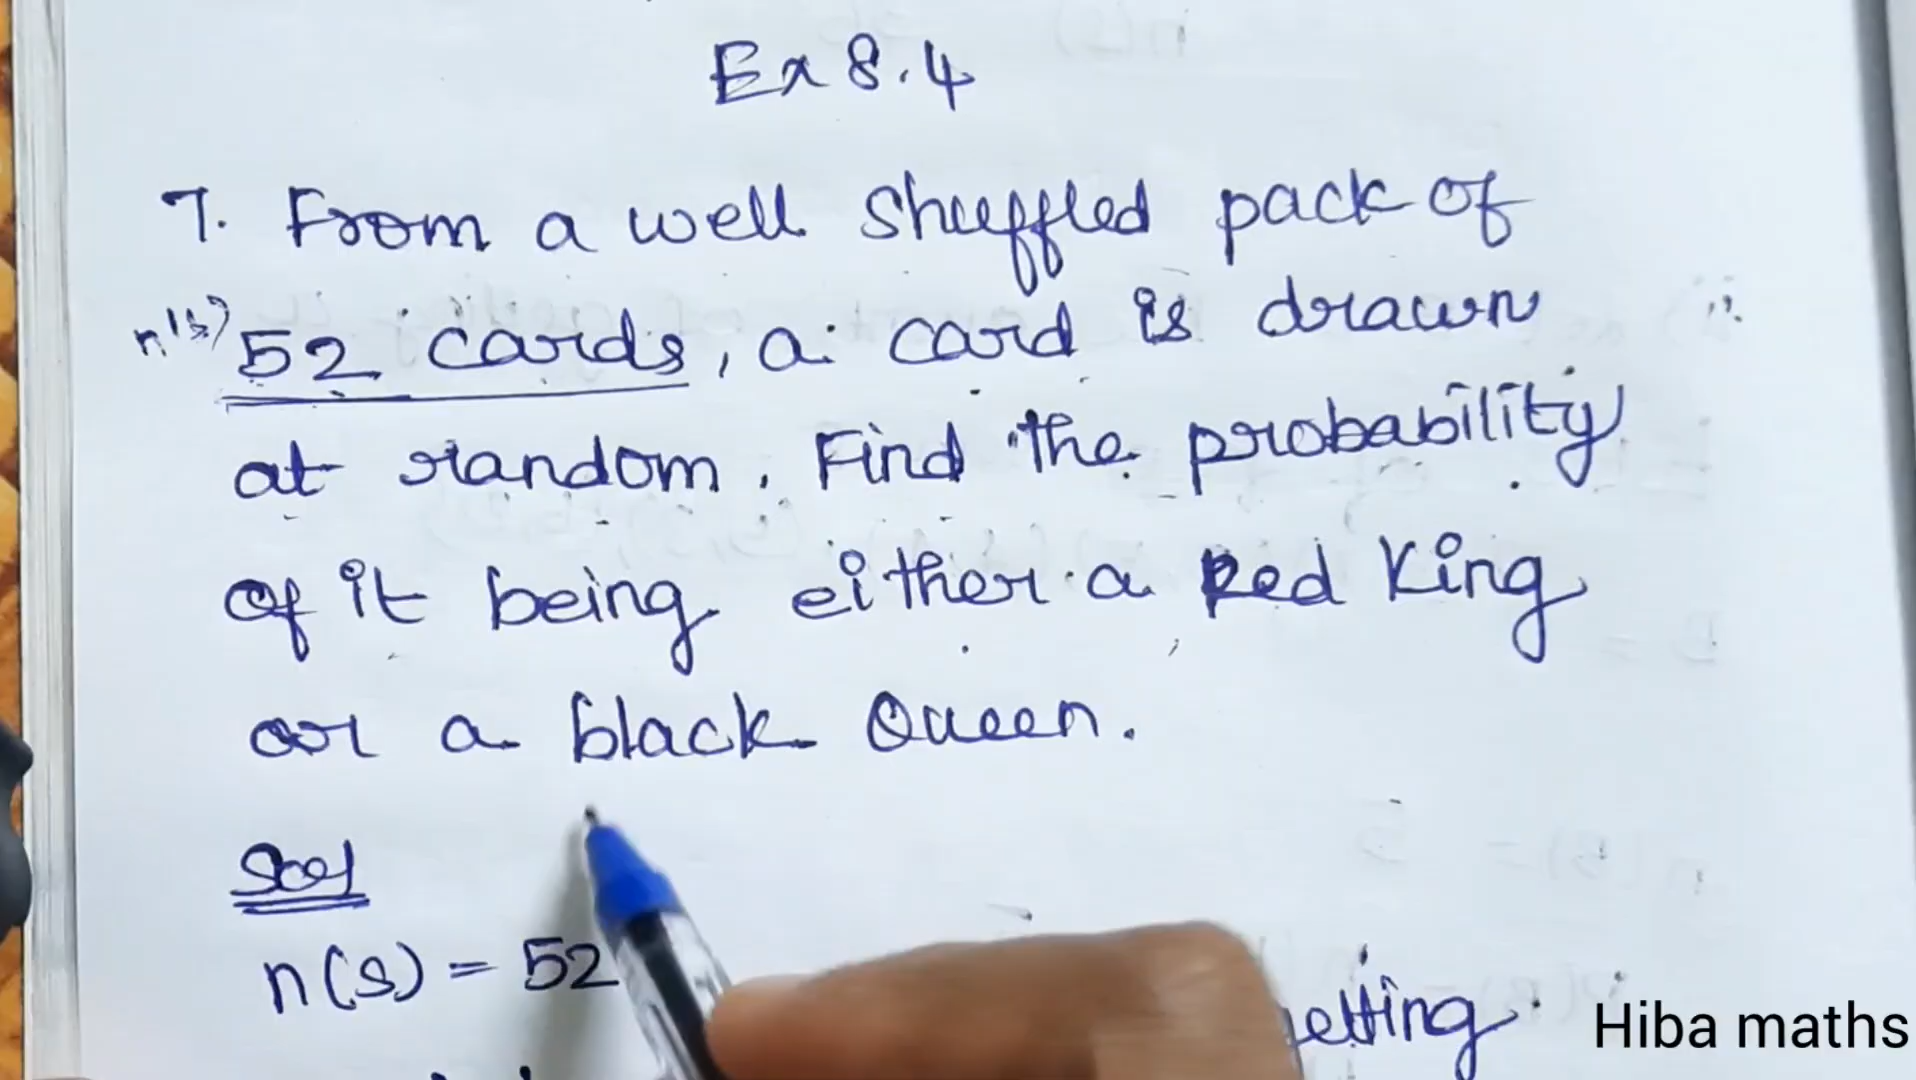 Ex 8.4
7. From a well shuffled pack of
n(s) 52 cards, a card is drawn
at random. Find the probability
of it being either a Red King
or a black Queen.
Sol
n(s) = 52
etting
Hiba maths